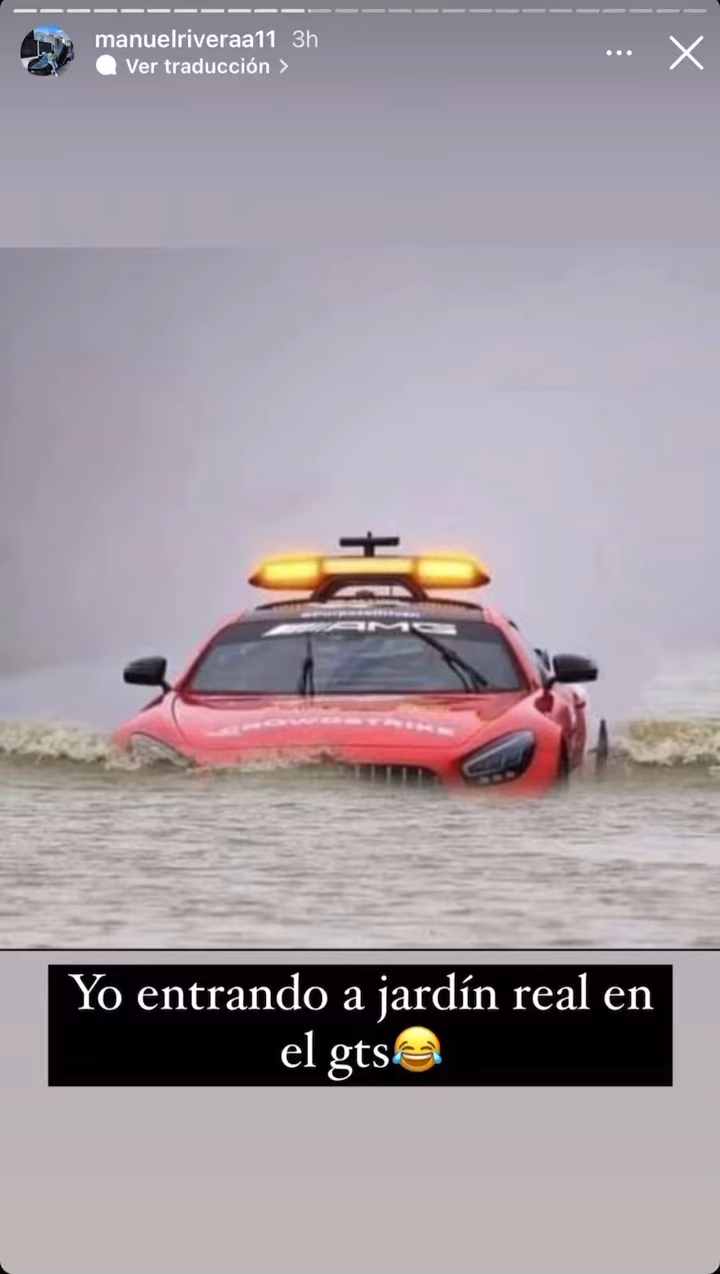 manuelriveraa11 3h
Ver traducción >
AMG
CROWDSTRIKE
Yo entrando a jardín real en
el gts😂